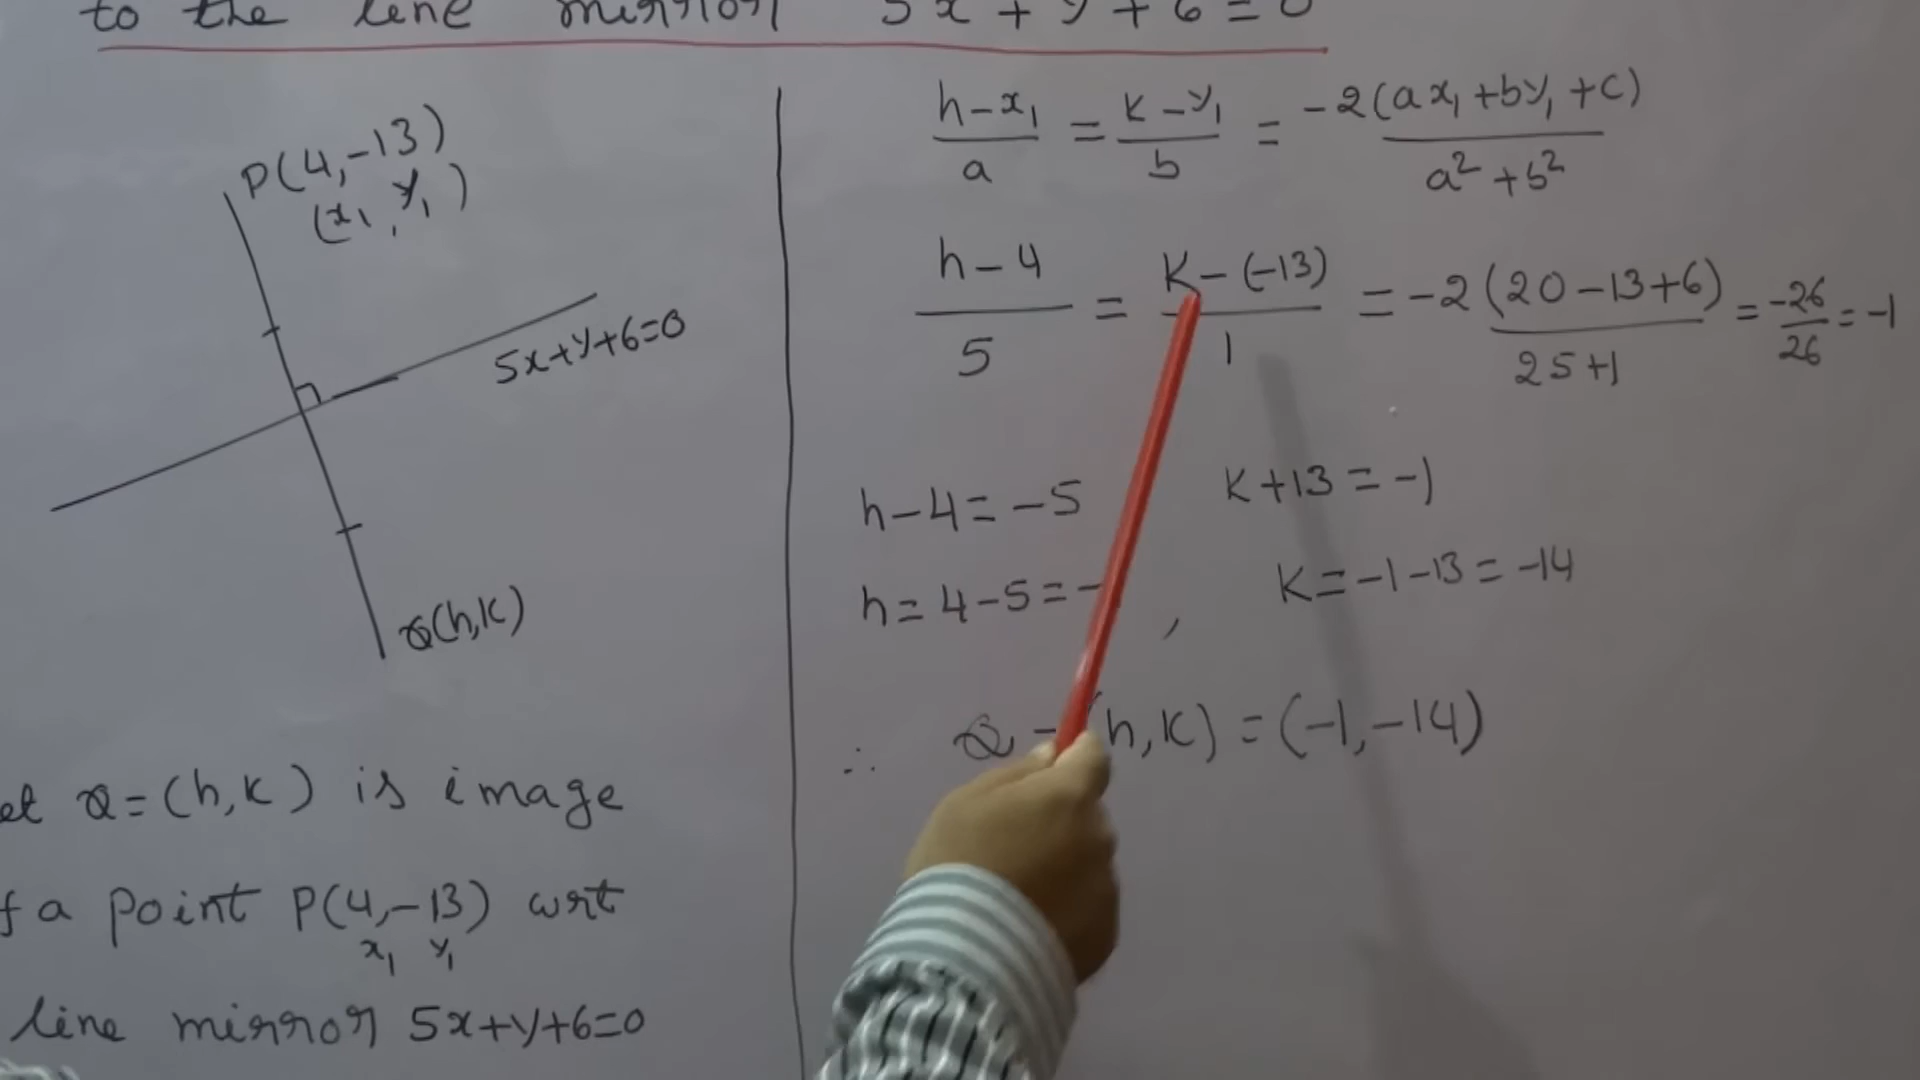 to the line mirror 5x+y+6=0
P(4,-13)
(x₁, y₁)
5x+y+6=0
Q(h,k)
et Q=(h,k) is image
f a point P(4,-13) wrt
x₁ y₁
line mirror 5x+y+6=0
(h-x₁)/a = (k-y₁)/b = -2(ax₁+by₁+c)/(a²+b²)
(h-4)/5 = (k-(-13))/1 = -2(20-13+6)/(25+1) = -26/26 = -1
h-4=-5
k+13=-1
h=4-5=-
,
k=-1-13=-14
∴ Q = (h,k) = (-1,-14)